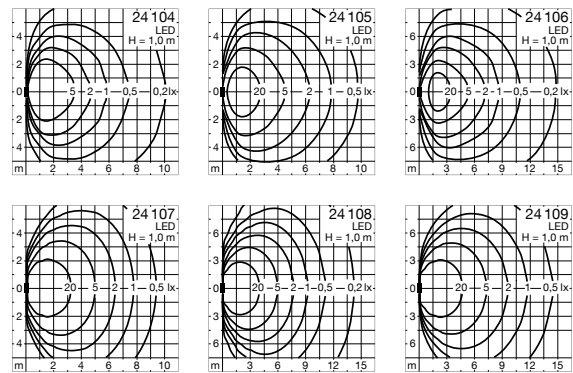 24 104
LED
H = 1,0 m
4
2
0 5 – 2 – 1 – 0,5 – 0,2 lx
2
4
m 2 4 6 8 10
24 105
LED
H = 1,0 m
4
2
0 20 – 5 – 2 – 1 – 0,5 lx
2
4
m 2 4 6 8 10
24 106
LED
H = 1,0 m
6
3
0 20 – 5 – 2 – 1 – 0,5 – 0,2 lx
3
6
m 3 6 9 12 15
24 107
LED
H = 1,0 m
4
2
0 20 – 5 – 2 – 1 – 0,5 lx
2
4
m 2 4 6 8 10
24 108
LED
H = 1,0 m
6
3
0 20 – 5 – 2 – 1 – 0,5 – 0,2 lx
3
6
m 3 6 9 12 15
24 109
LED
H = 1,0 m
6
3
0 20 – 5 – 2 – 1 – 0,5 lx
3
6
m 3 6 9 12 15